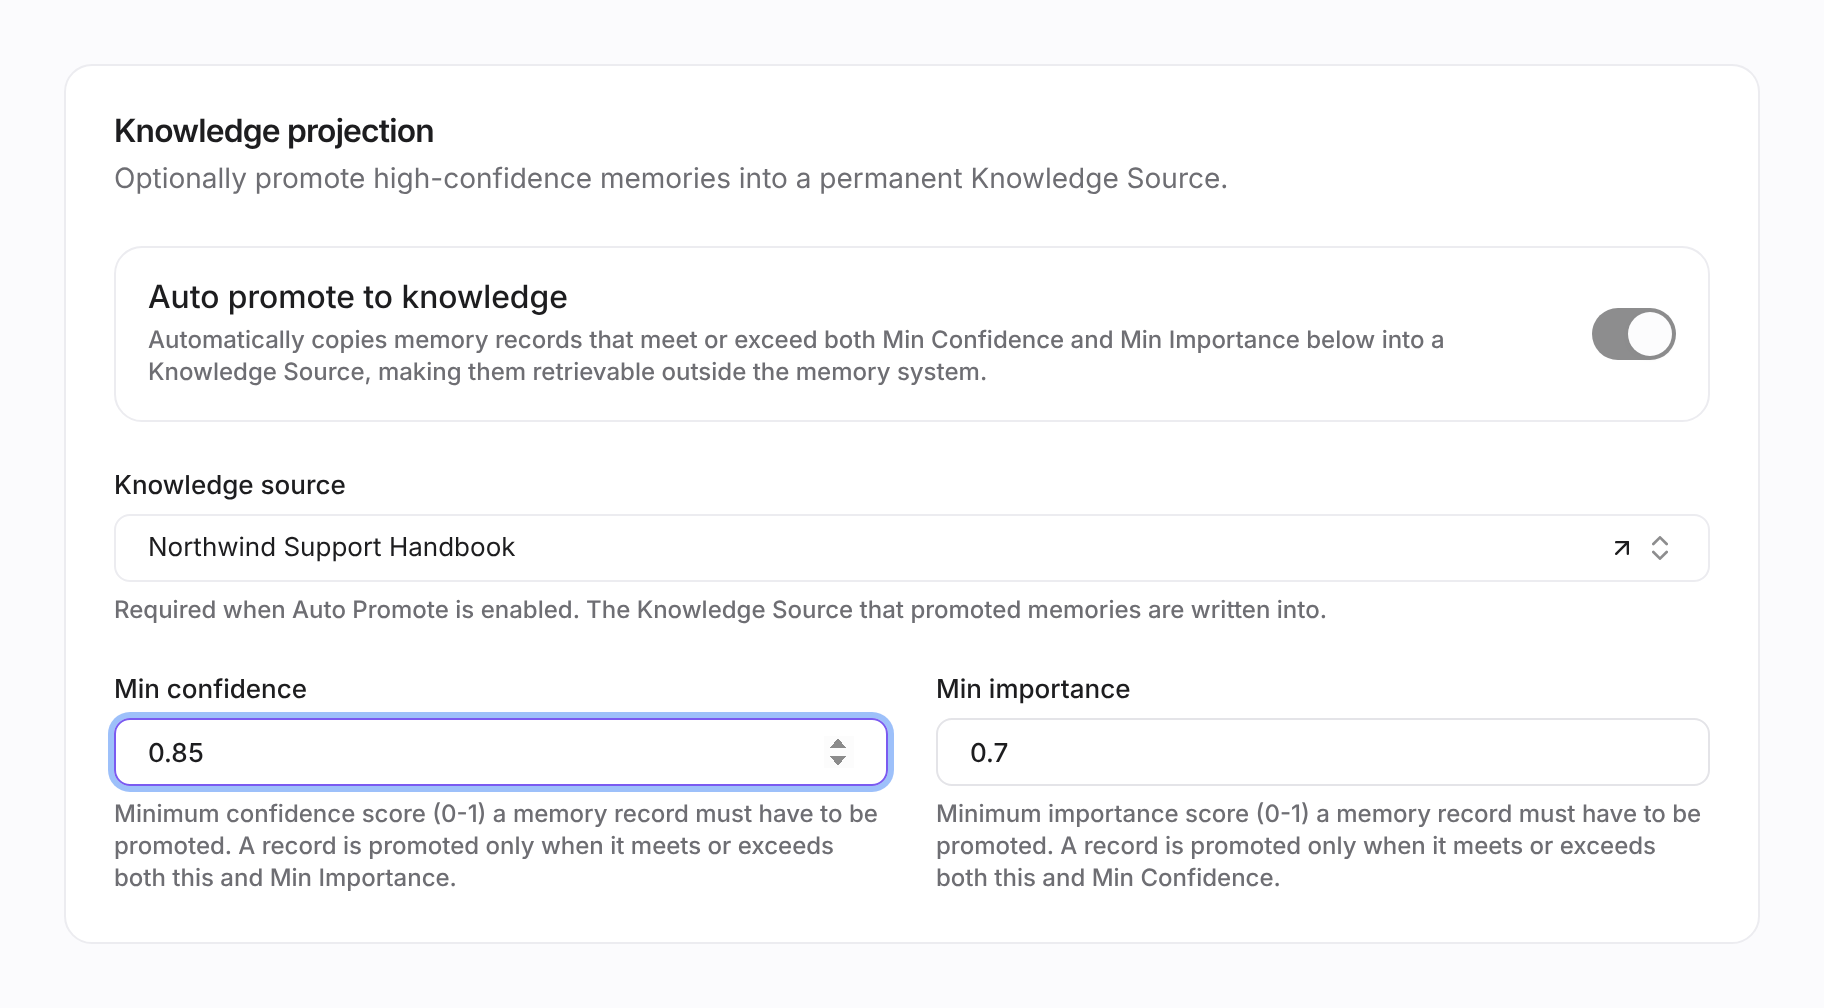 Knowledge projection
Optionally promote high-confidence memories into a permanent Knowledge Source.
Auto promote to knowledge
Automatically copies memory records that meet or exceed both Min Confidence and Min Importance below into a
Knowledge Source, making them retrievable outside the memory system.
Knowledge source
Northwind Support Handbook
Required when Auto Promote is enabled. The Knowledge Source that promoted memories are written into.
Min confidence
0.85
Minimum confidence score (0-1) a memory record must have to be
promoted. A record is promoted only when it meets or exceeds
both this and Min Importance.
Min importance
0.7
Minimum importance score (0-1) a memory record must have to be
promoted. A record is promoted only when it meets or exceeds
both this and Min Confidence.